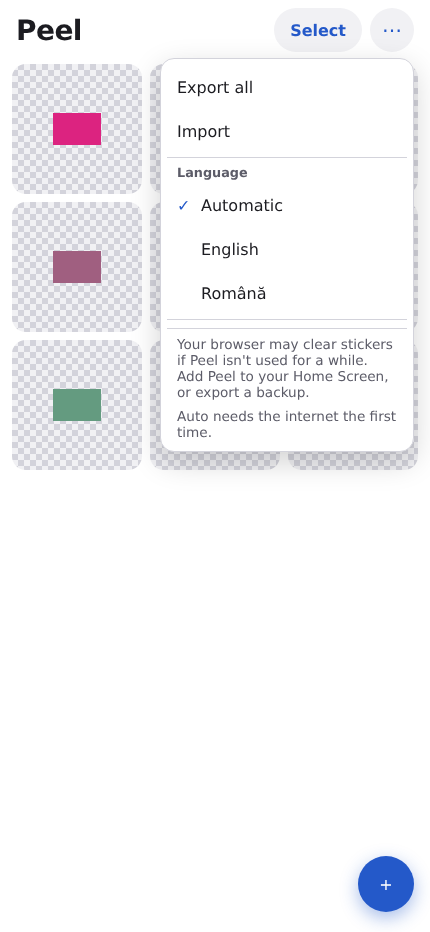 Peel
Select
⋯
Export all
Import
Language
✓ Automatic
English
Română
Your browser may clear stickers
if Peel isn't used for a while.
Add Peel to your Home Screen,
or export a backup.
Auto needs the internet the first
time.
+